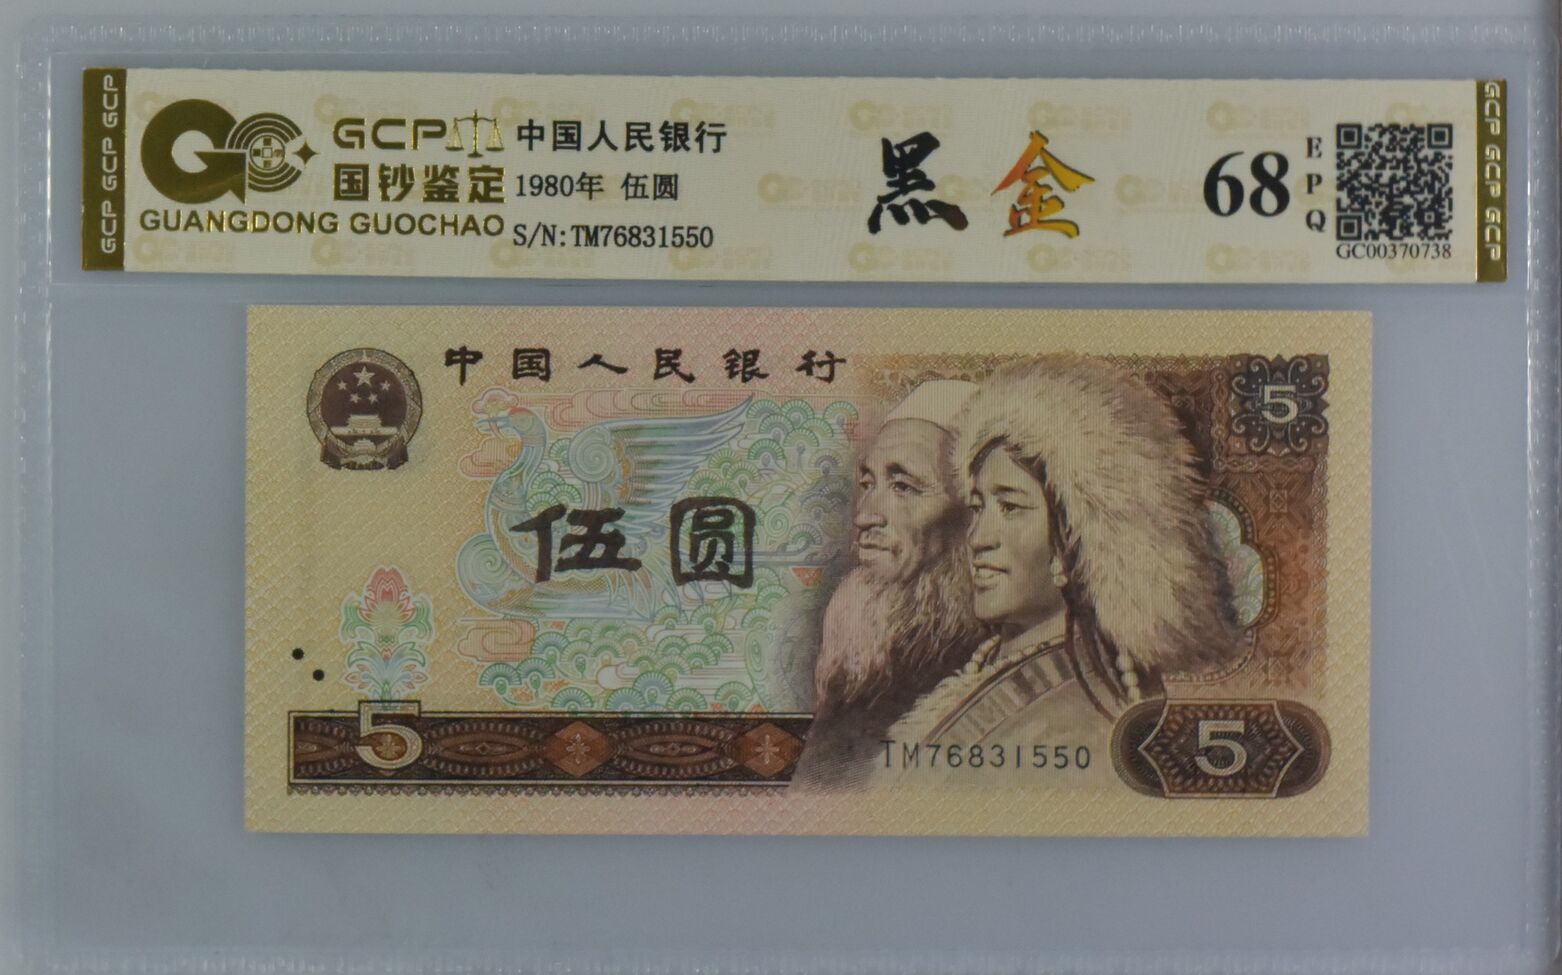 GCP GCP GCP
GCP
国钞鉴定
GUANGDONG GUOCHAO
中国人民银行
1980年 伍圆
S/N:TM76831550
黑金
68
EPQ
GC00370738
GCP GCP GCP
中国人民银行
5
伍圆
5
TM76831550
5